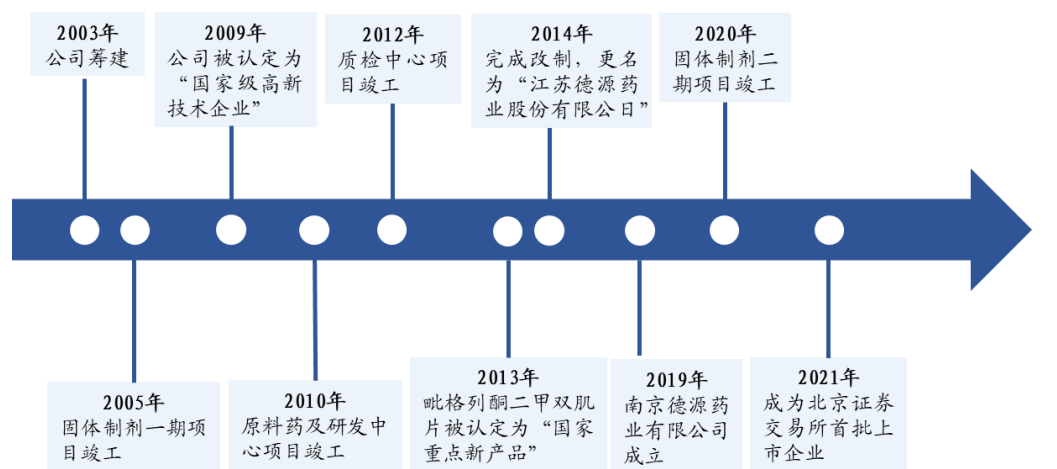 2003年
公司筹建
2009年
公司被认定为
“国家级高新
技术企业”
2012年
质检中心项
目竣工
2014年
完成改制，更名
为“江苏德源药
业股份有限公日”
2020年
固体制剂二
期项目竣工
2005年
固体制剂一期项
目竣工
2010年
原料药及研发中
心项目竣工
2013年
吡格列酮二甲双肌
片被认定为“国家
重点新产品”
2019年
南京德源药
业有限公司
成立
2021年
成为北京证券
交易所首批上
市企业